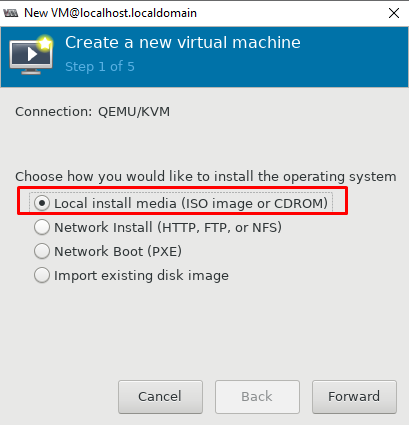 New VM@localhost.localdomain
Create a new virtual machine
Step 1 of 5
Connection: QEMU/KVM
Choose how you would like to install the operating system
Local install media (ISO image or CDROM)
Network Install (HTTP, FTP, or NFS)
Network Boot (PXE)
Import existing disk image
Cancel
Back
Forward